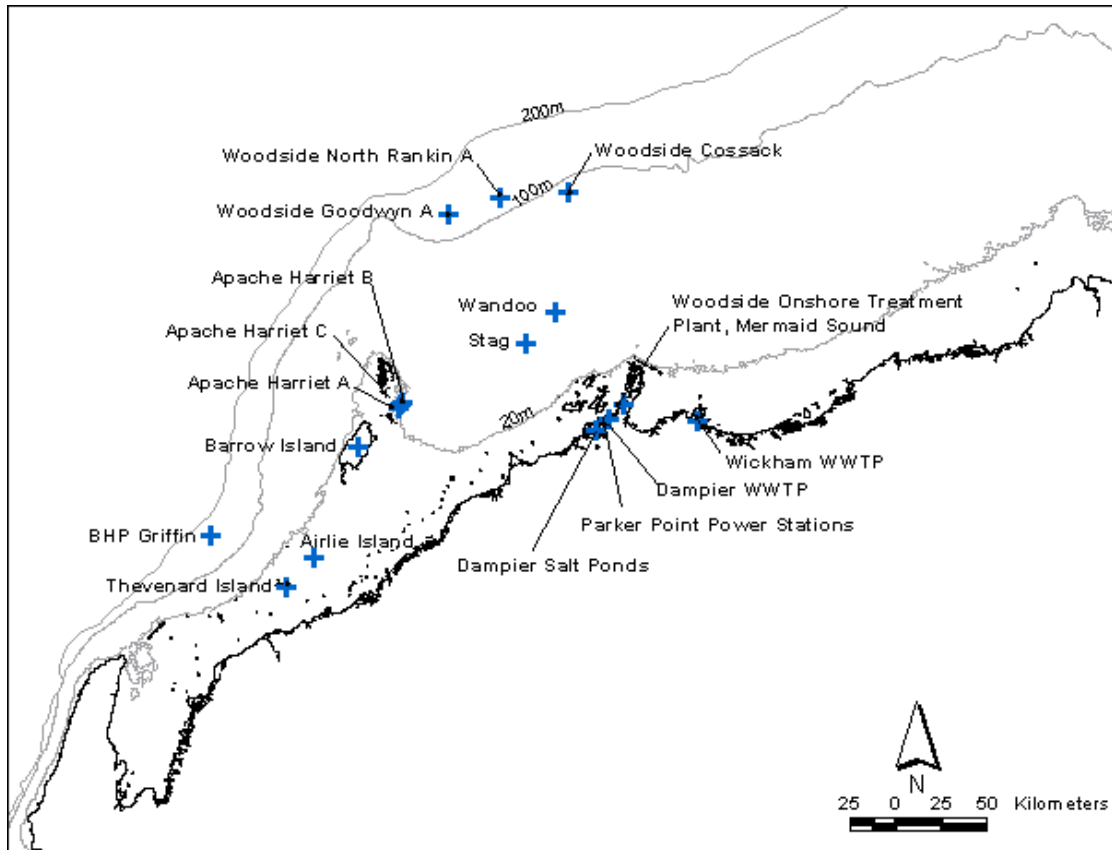 200m
Woodside North Rankin A
Woodside Cossack
100m
Woodside Goodwyn A
Apache Harriet B
Wandoo
Woodside Onshore Treatment
Plant, Mermaid Sound
Apache Harriet C
Stag
Apache Harriet A
20m
Barrow Island
Wickham WWTP
Dampier WWTP
Parker Point Power Stations
BHP Griffin
Airlie Island
Dampier Salt Ponds
Thevenard Island
N
25 0 25 50 Kilometers